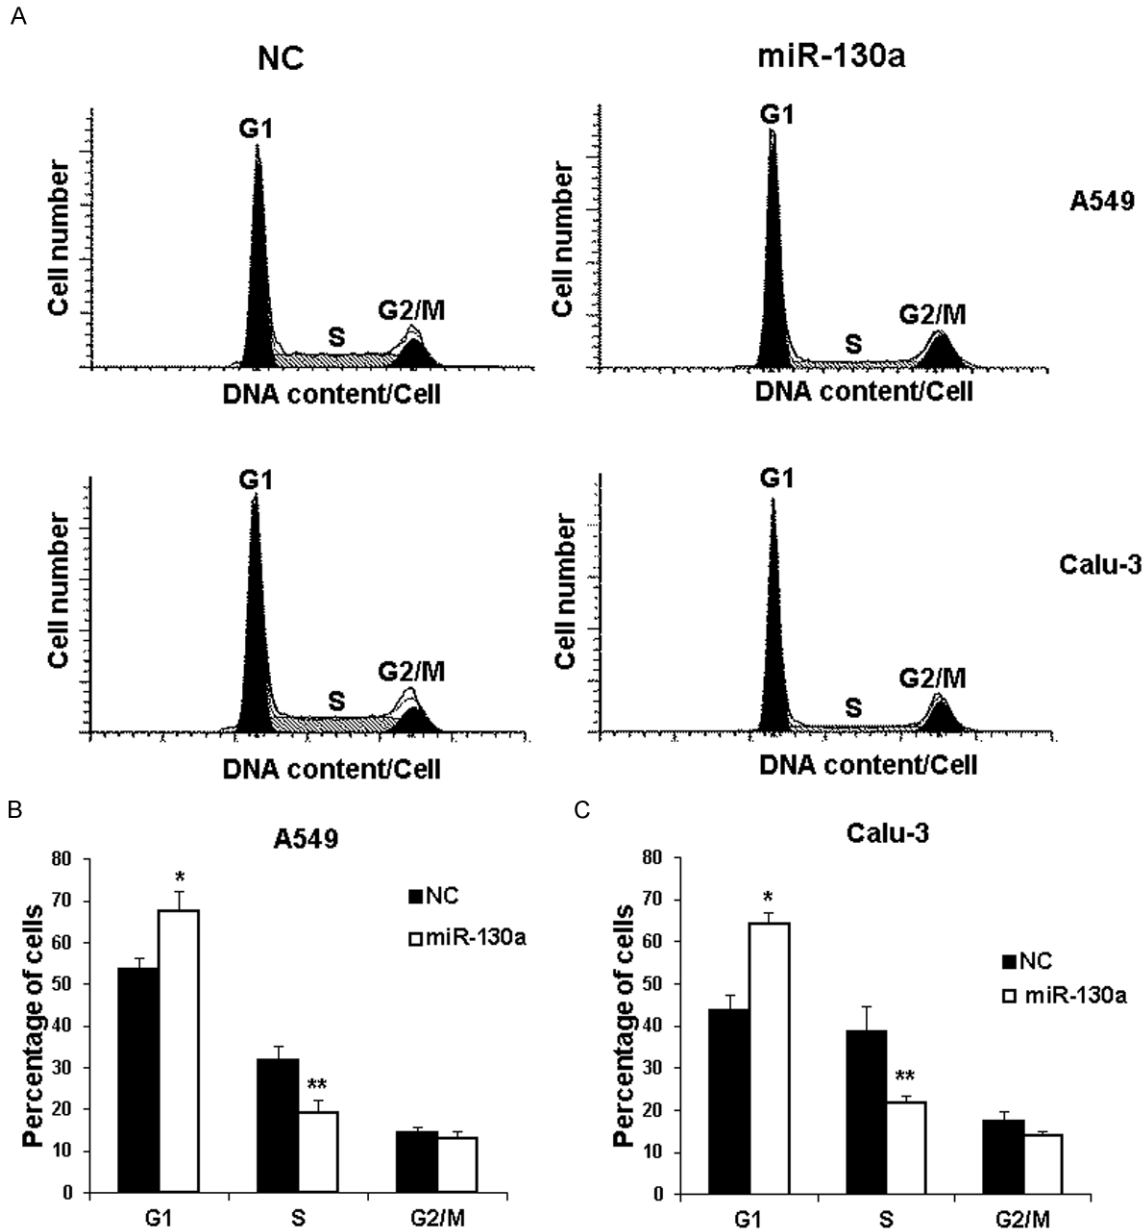 A
NC
miR-130a
G1
G1
Cell number
Cell number
A549
G2/M
G2/M
S
S
DNA content/Cell
DNA content/Cell
G1
G1
Cell number
Cell number
Calu-3
G2/M
G2/M
S
S
DNA content/Cell
DNA content/Cell
B
A549
Percentage of cells
80
70
60
50
40
30
20
10
0
*
**
NC
miR-130a
G1
S
G2/M
C
Calu-3
Percentage of cells
80
70
60
50
40
30
20
10
0
*
**
NC
miR-130a
G1
S
G2/M